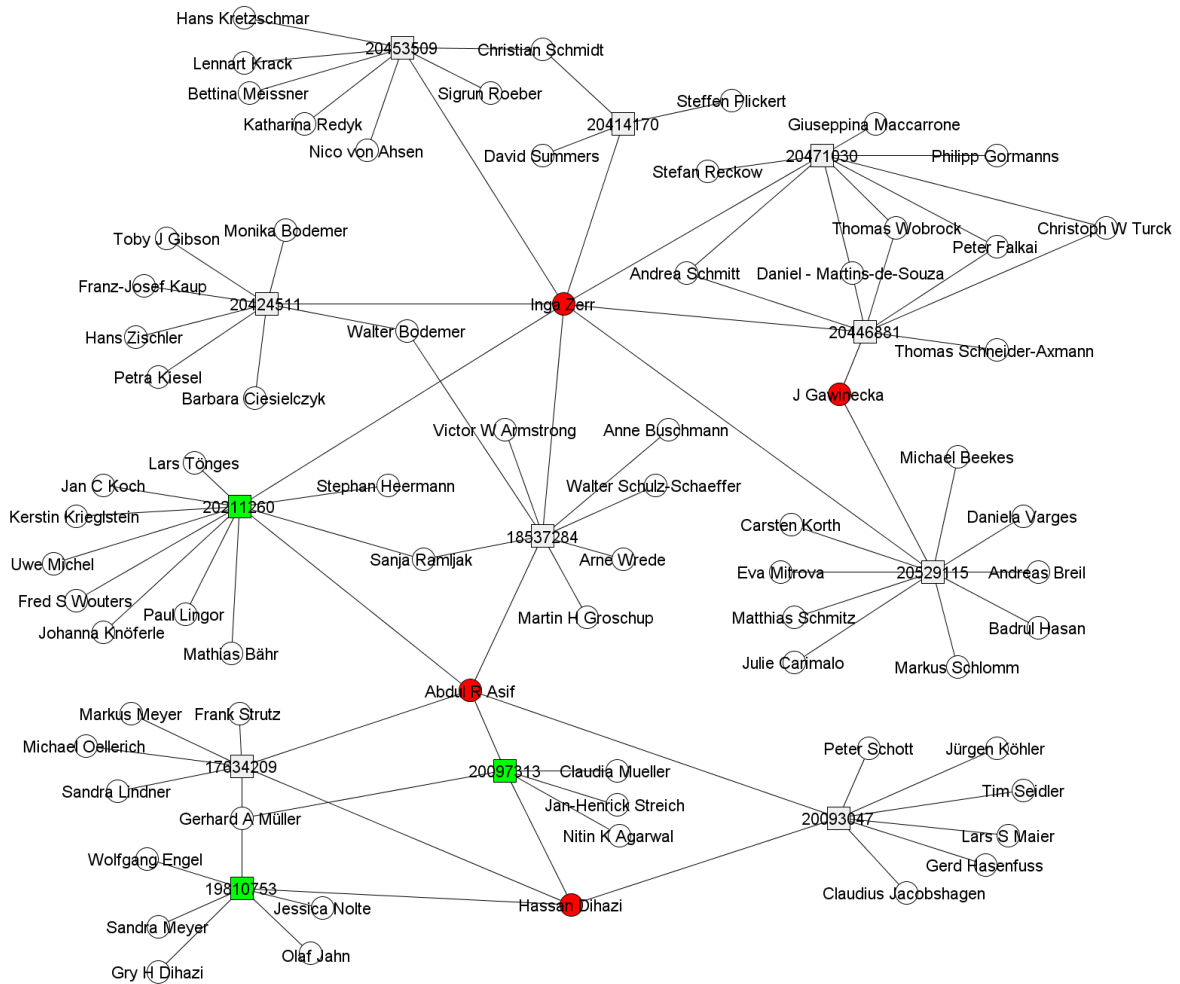 Hans Kretzschmar
20453509
Christian Schmidt
Lennart Krack
Bettina Meissner
Sigrun Roeber
Katharina Redyk
Nico von Ahsen
Steffen Plickert
20414170
David Summers
Giuseppina Maccarrone
20471030
Philipp Gormanns
Stefan Reckow
Toby J Gibson
Monika Bodemer
Thomas Wobrock
Christoph W Turck
Peter Falkai
Andrea Schmitt
Daniel - Martins-de-Souza
Franz-Josef Kaup
20424511
Inga Zerr
Hans Zischler
Walter Bodemer
20446881
Thomas Schneider-Axmann
Petra Kiesel
Barbara Ciesielczyk
J Gawinecka
Victor W Armstrong
Anne Buschmann
Michael Beekes
Lars Tönges
Jan C Koch
Stephan Heermann
Walter Schulz-Schaeffer
20211260
Kerstin Krieglstein
Carsten Korth
Daniela Varges
18537284
Uwe Michel
Sanja Ramljak
Arne Wrede
Eva Mitrova
20529115
Andreas Breil
Fred S Wouters
Paul Lingor
Martin H Groschup
Matthias Schmitz
Badrul Hasan
Johanna Knöferle
Mathias Bähr
Julie Carimalo
Markus Schlomm
Abdul R Asif
Markus Meyer
Frank Strutz
Michael Oellerich
17634209
20097313
Claudia Mueller
Peter Schott
Jürgen Köhler
Sandra Lindner
Jan-Henrick Streich
Tim Seidler
Gerhard A Müller
20093047
Nitin K Agarwal
Lars S Maier
Wolfgang Engel
Gerd Hasenfuss
19810753
Claudius Jacobshagen
Jessica Nolte
Hassan Dihazi
Sandra Meyer
Olaf Jahn
Gry H Dihazi